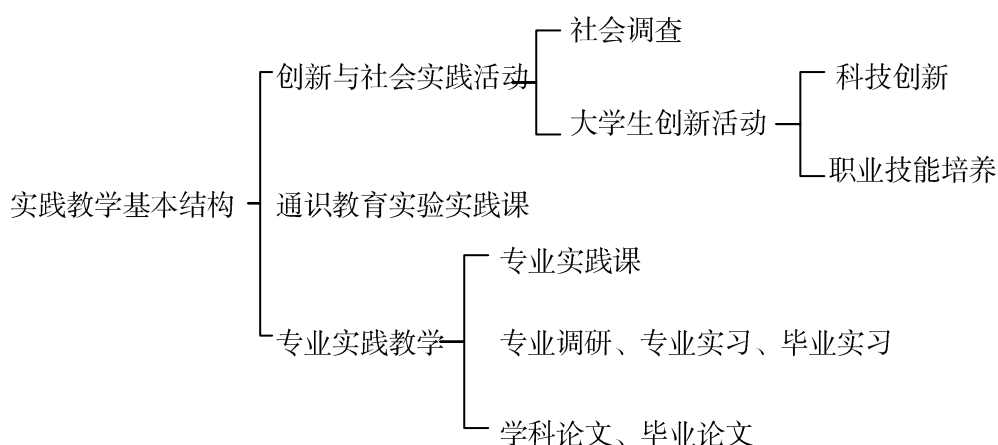 社会调查
创新与社会实践活动
科技创新
大学生创新活动
职业技能培养
实践教学基本结构
通识教育实验实践课
专业实践课
专业实践教学
专业调研、专业实习、毕业实习
学科论文、毕业论文